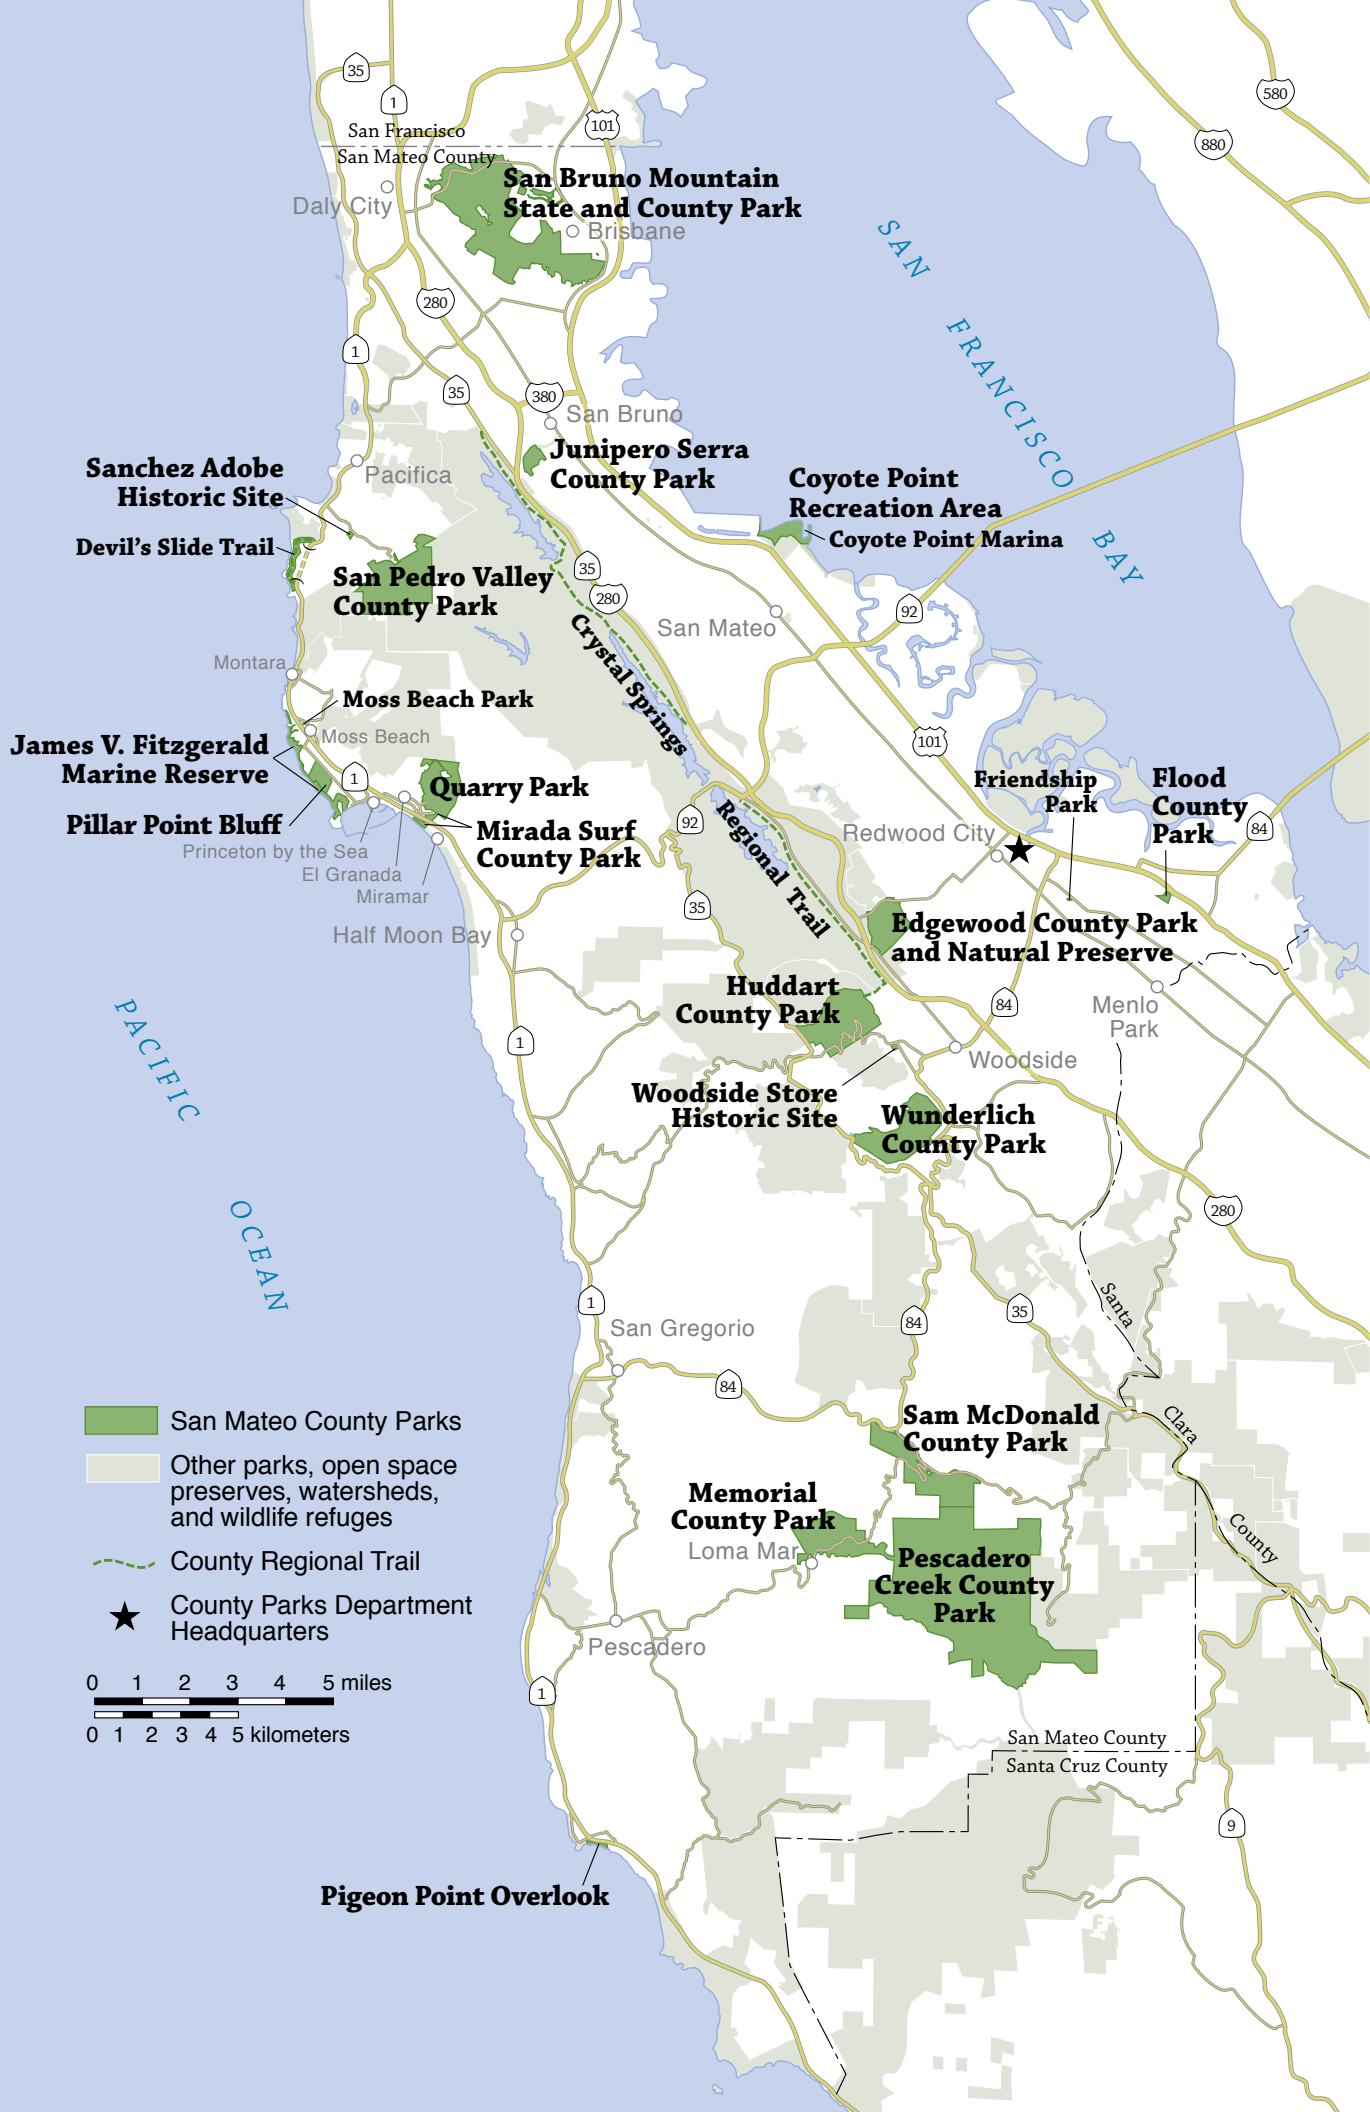 35
1
101
580
880
San Francisco
San Mateo County
San Bruno Mountain
State and County Park
Daly City
Brisbane
SAN
FRANCISCO
BAY
280
1
35
380
San Bruno
Junipero Serra
County Park
Sanchez Adobe
Historic Site
Pacifica
Coyote Point
Recreation Area
Coyote Point Marina
Devil's Slide Trail
San Pedro Valley
County Park
35
280
92
San Mateo
Crystal Springs
Montara
Moss Beach Park
Moss Beach
James V. Fitzgerald
Marine Reserve
1
Quarry Park
101
Friendship
Park
Flood
County
Park
84
Pillar Point Bluff
Mirada Surf
County Park
92
Regional Trail
Redwood City
Princeton by the Sea
El Granada
Miramar
35
Half Moon Bay
Edgewood County Park
and Natural Preserve
Huddart
County Park
84
Menlo
Park
PACIFIC
OCEAN
1
Woodside
Woodside Store
Historic Site
Wunderlich
County Park
280
1
San Gregorio
84
35
Santa
Clara
County
84
San Mateo County Parks
Other parks, open space
preserves, watersheds,
and wildlife refuges
County Regional Trail
County Parks Department
Headquarters
0 1 2 3 4 5 miles
0 1 2 3 4 5 kilometers
Sam McDonald
County Park
Memorial
County Park
Loma Mar
Pescadero
Creek County
Park
Pescadero
1
San Mateo County
Santa Cruz County
9
Pigeon Point Overlook